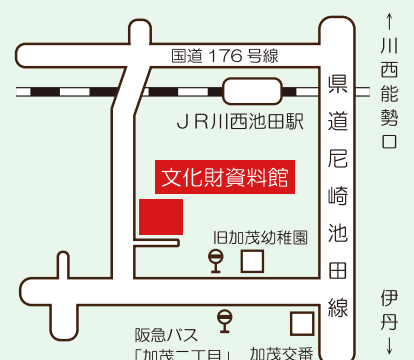 国道176号線
↑川西能勢口
県道尼崎池田線
JR川西池田駅
文化財資料館
旧加茂幼稚園
伊丹↓
阪急バス
「加茂二丁目」
加茂交番